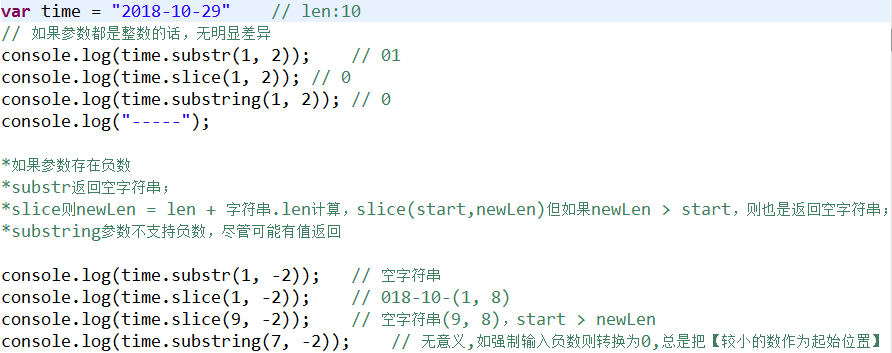 var time = "2018-10-29"    // len:10
// 如果参数都是整数的话，无明显差异
console.log(time.substr(1, 2));    // 01
console.log(time.slice(1, 2)); // 0
console.log(time.substring(1, 2)); // 0
console.log("-----");
*如果参数存在负数
*substr返回空字符串；
*slice则newLen = len + 字符串.len计算，slice(start,newLen)但如果newLen > start，则也是返回空字符串；
*substring参数不支持负数，尽管可能有值返回
console.log(time.substr(1, -2));   // 空字符串
console.log(time.slice(1, -2));    // 018-10-(1, 8)
console.log(time.slice(9, -2));    // 空字符串(9, 8)，start > newLen
console.log(time.substring(7, -2));    // 无意义,如强制输入负数则转换为0,总是把【较小的数作为起始位置】